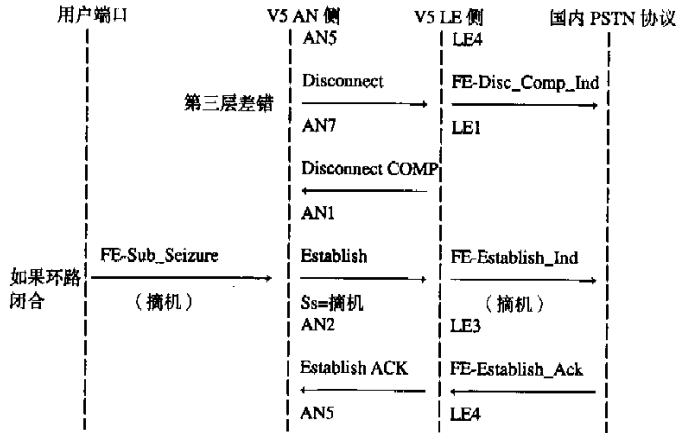 用户端口 V5 AN 侧 V5 LE 侧 国内 PSTN 协议
AN5 LE4
第三层差错 Disconnect FE-Disc_Comp_Ind
AN7 LE1
Disconnect COMP
AN1
如果环路闭合 FE-Sub_Seizure Establish FE-Establish_Ind
（摘机） Ss=摘机 （摘机）
AN2 LE3
Establish ACK FE-Establish_Ack
AN5 LE4